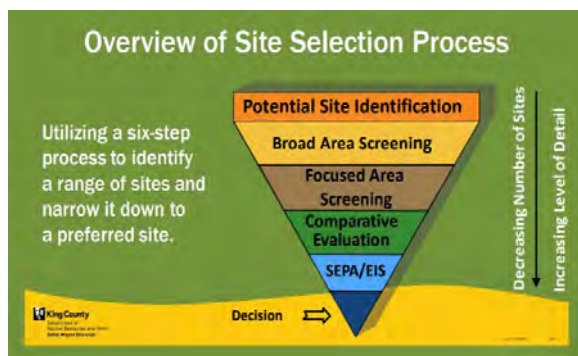 Overview of Site Selection Process
Utilizing a six-step
process to identify
a range of sites and
narrow it down to
a preferred site.
Potential Site Identification
Broad Area Screening
Focused Area
Screening
Comparative
Evaluation
SEPA/EIS
Decision
Decreasing Number of Sites
Increasing Level of Detail
King County